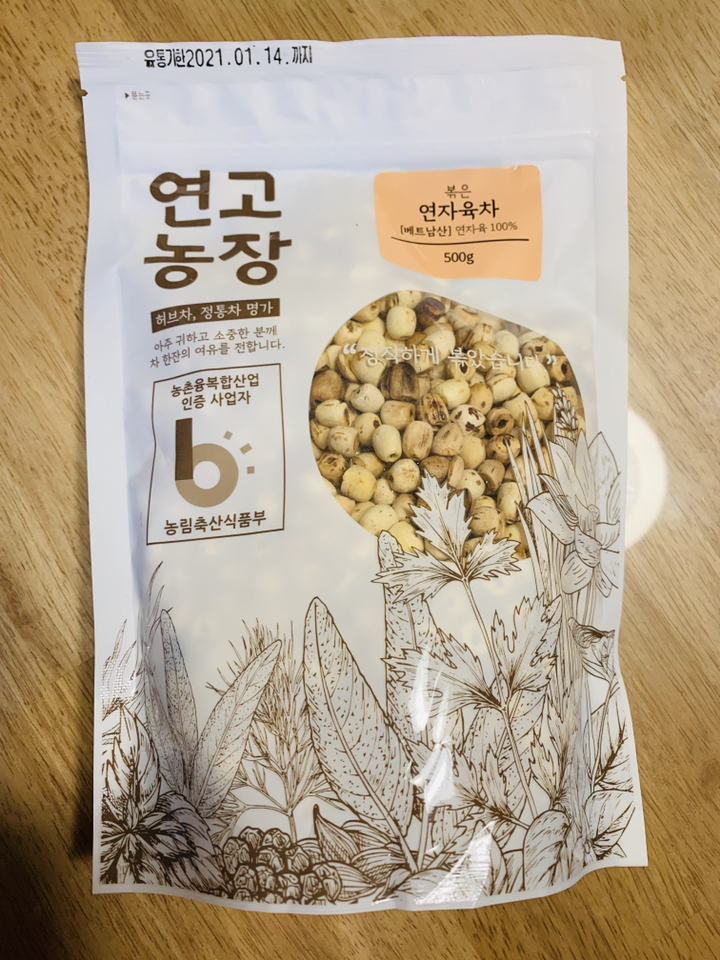 유통기한2021.01.14.까지
▶뜯는곳
연고
농장
허브차, 정통차 명가
아주 귀하고 소중한 분께
차 한잔의 여유를 전합니다.
농촌융복합산업
인증 사업자
농림축산식품부
볶은
연자육차
[베트남산] 연자육 100%
500g
“정직하게 볶았습니다”